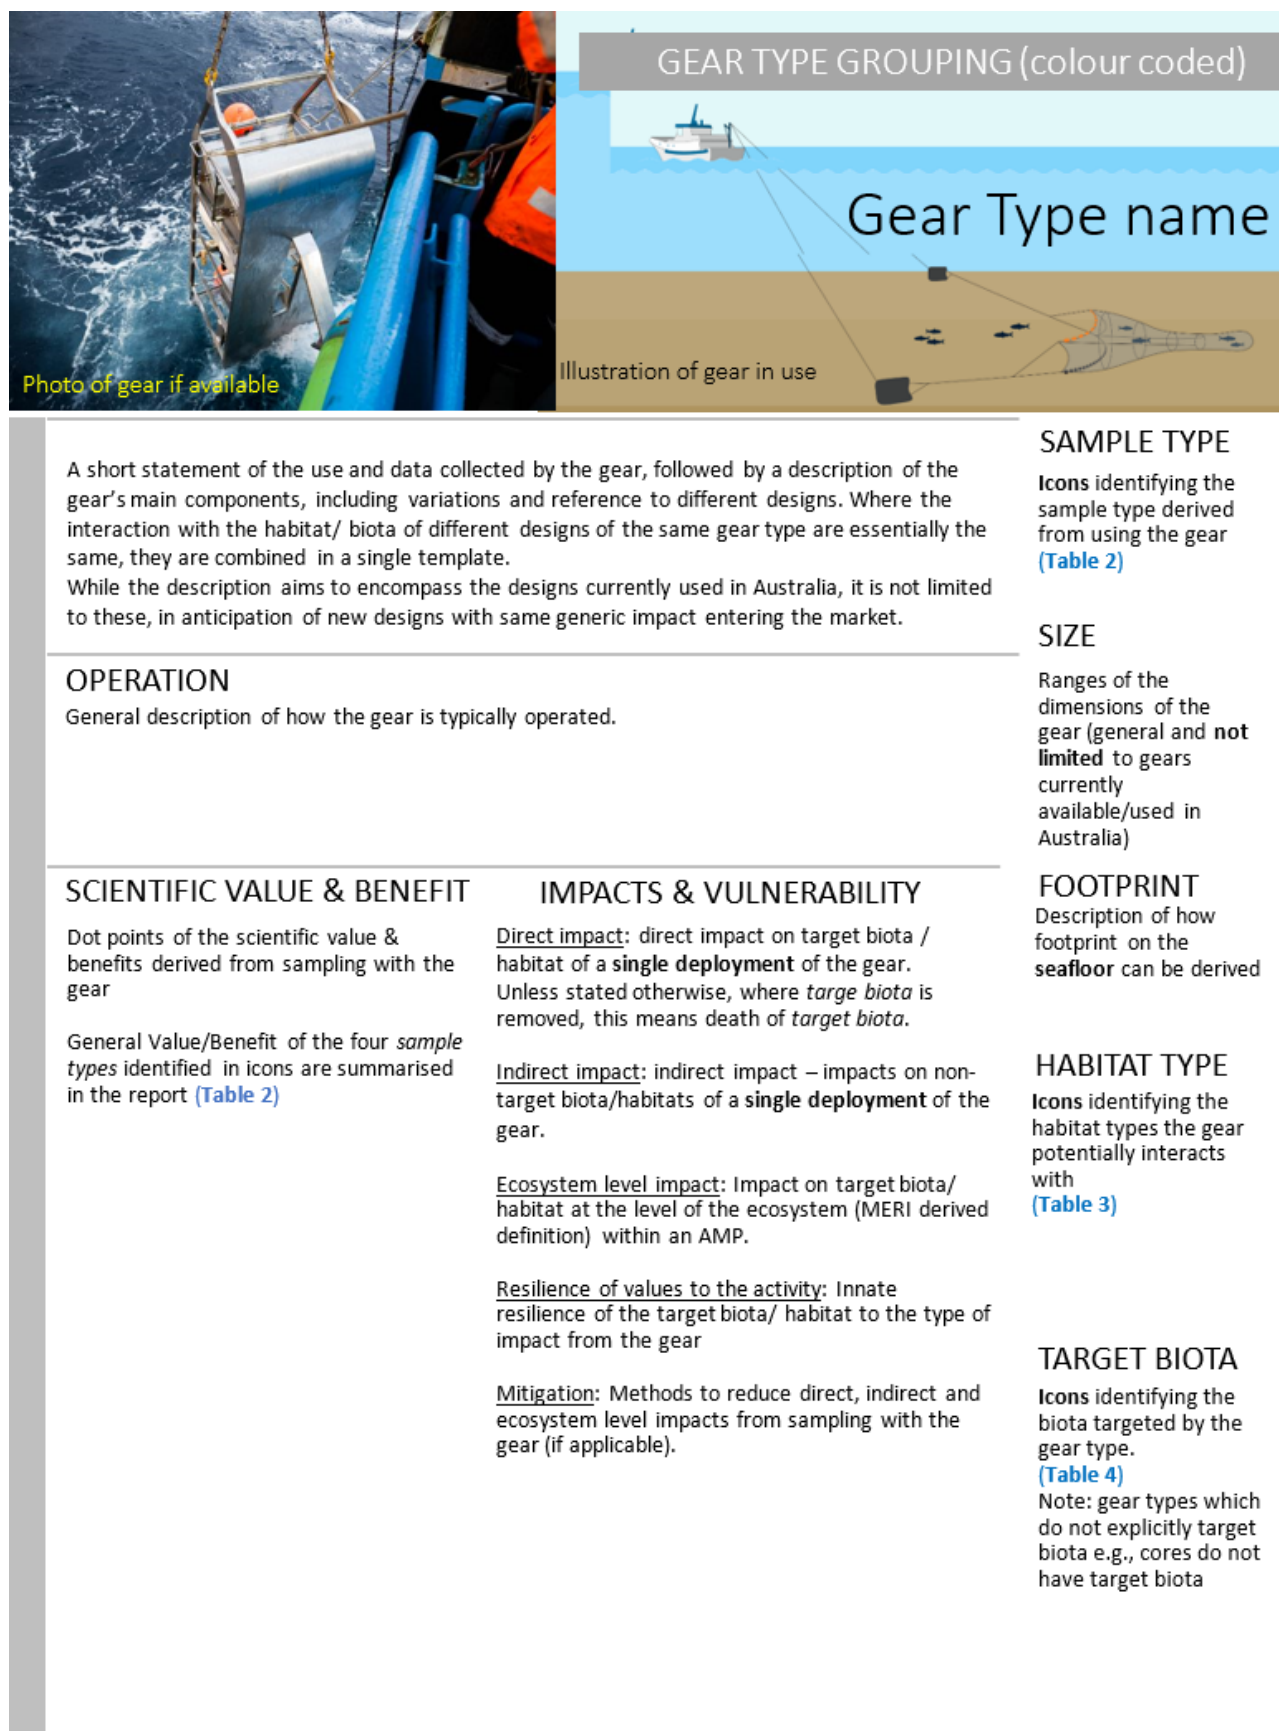 GEAR TYPE GROUPING (colour coded)
Gear Type name
Photo of gear if available
Illustration of gear in use
A short statement of the use and data collected by the gear, followed by a description of the
gear's main components, including variations and reference to different designs. Where the
interaction with the habitat/ biota of different designs of the same gear type are essentially the
same, they are combined in a single template.
While the description aims to encompass the designs currently used in Australia, it is not limited
to these, in anticipation of new designs with same generic impact entering the market.
OPERATION
General description of how the gear is typically operated.
SCIENTIFIC VALUE & BENEFIT
Dot points of the scientific value &
benefits derived from sampling with the
gear
General Value/Benefit of the four sample
types identified in icons are summarised
in the report (Table 2)
IMPACTS & VULNERABILITY
Direct impact: direct impact on target biota /
habitat of a single deployment of the gear.
Unless stated otherwise, where targe biota is
removed, this means death of target biota.
Indirect impact: indirect impact – impacts on non-
target biota/habitats of a single deployment of the
gear.
Ecosystem level impact: Impact on target biota/
habitat at the level of the ecosystem (MERI derived
definition) within an AMP.
Resilience of values to the activity: Innate
resilience of the target biota/ habitat to the type of
impact from the gear
Mitigation: Methods to reduce direct, indirect and
ecosystem level impacts from sampling with the
gear (if applicable).
SAMPLE TYPE
Icons identifying the
sample type derived
from using the gear
(Table 2)
SIZE
Ranges of the
dimensions of the
gear (general and not
limited to gears
currently
available/used in
Australia)
FOOTPRINT
Description of how
footprint on the
seafloor can be derived
HABITAT TYPE
Icons identifying the
habitat types the gear
potentially interacts
with
(Table 3)
TARGET BIOTA
Icons identifying the
biota targeted by the
gear type.
(Table 4)
Note: gear types which
do not explicitly target
biota e.g., cores do not
have target biota